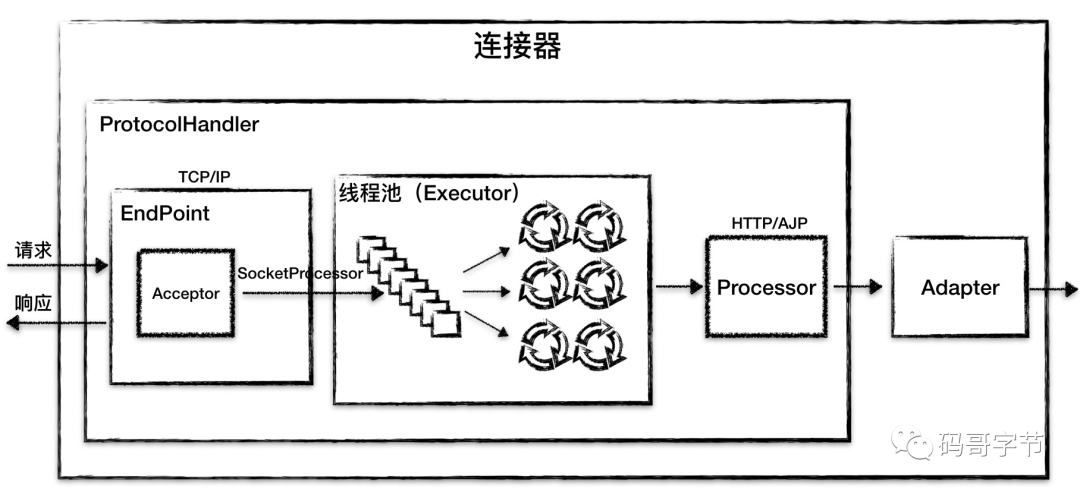 连接器
ProtocolHandler
TCP/IP
EndPoint
线程池（Executor）
请求
响应
Acceptor
SocketProcessor
HTTP/AJP
Processor
Adapter
码哥字节